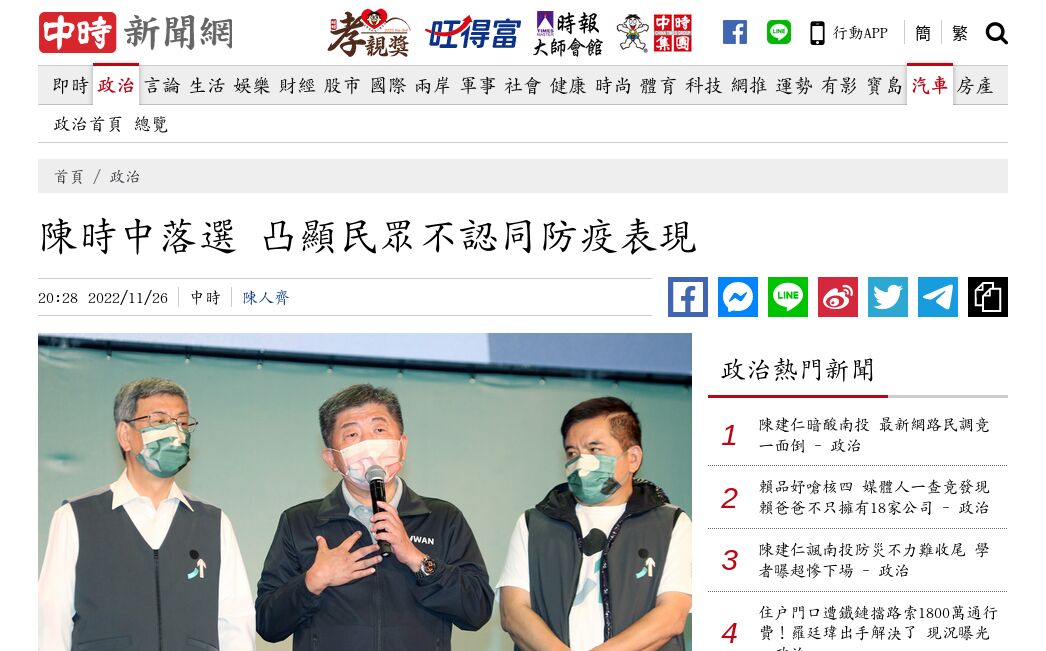 中時 新聞網 孝親獎 旺得富 時報 大師會館 中時 集團 行動APP 簡 繁
即時 政治 言論 生活 娛樂 財經 股市 國際 兩岸 軍事 社會 健康 時尚 體育 科技 網推 運勢 有影 寶島 汽車 房產
政治首頁 總覽
首頁 / 政治
陳時中落選 凸顯民眾不認同防疫表現
20:28 2022/11/26 中時 陳人齊
LINE
政治熱門新聞
1 陳建仁暗酸南投 最新網路民調竟
一面倒 - 政治
2 賴品妤嗆核四 媒體人一查竟發現
賴爸爸不只擁有18家公司 - 政治
3 陳建仁諷南投防災不力難收尾 學
者曝超慘下場 - 政治
4 住户門口遭鐵鏈擋路索1800萬通行
費！羅廷瑋出手解決了 現況曝光